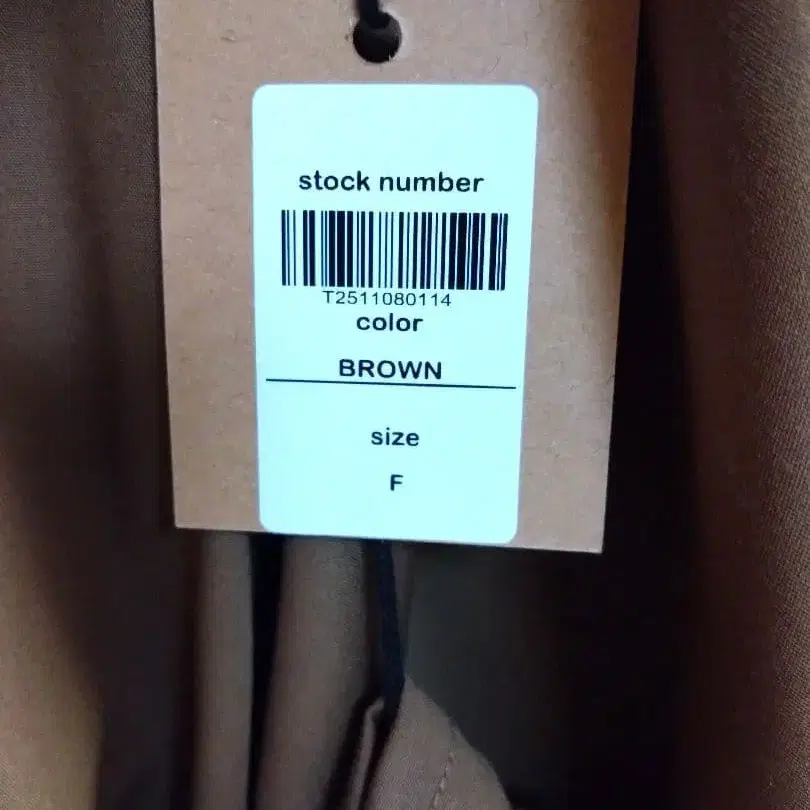 stock number
T2511080114
color
BROWN
size
F